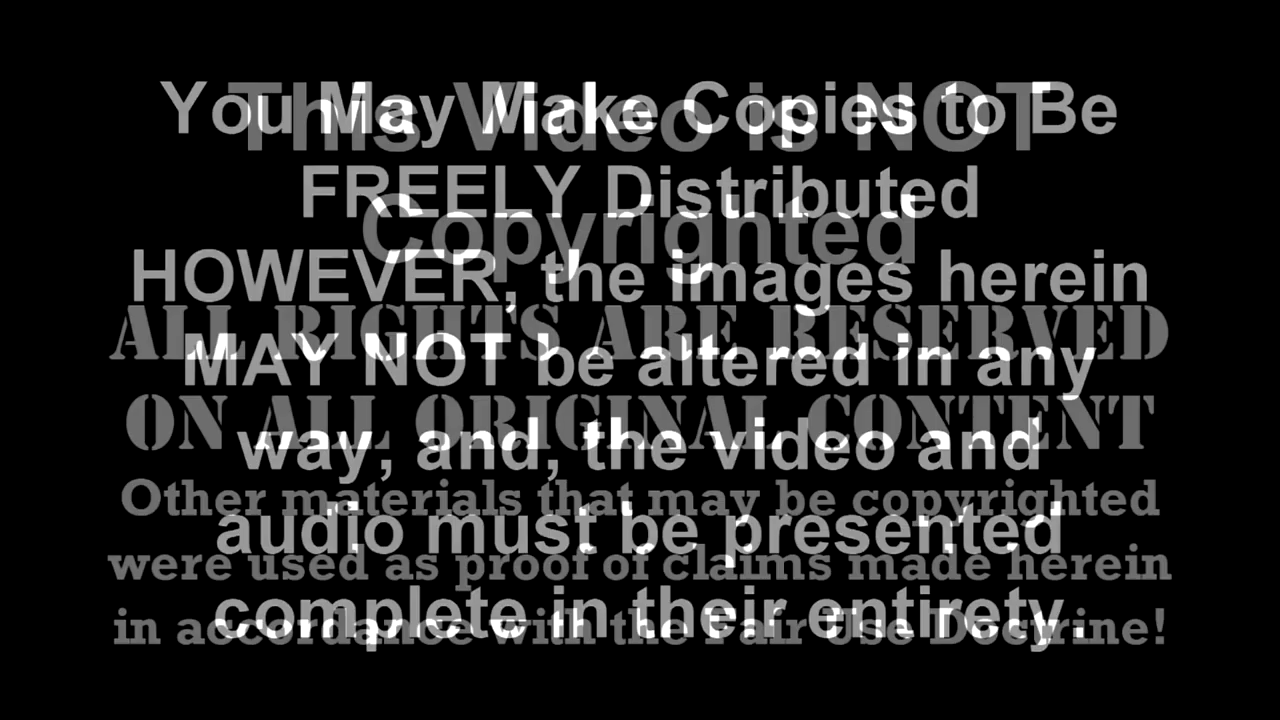 You May Make Copies to Be
FREELY Distributed
HOWEVER, the images herein
MAY NOT be altered in any
way, and, the video and
audio must be presented
complete in their entirety.
This Video is NOT
Copyrighted
ALL RIGHTS ARE RESERVED
ON ALL ORIGINAL CONTENT
Other materials that may be copyrighted
were used as proof of claims made herein
in accordance with the Fair Use Doctrine!